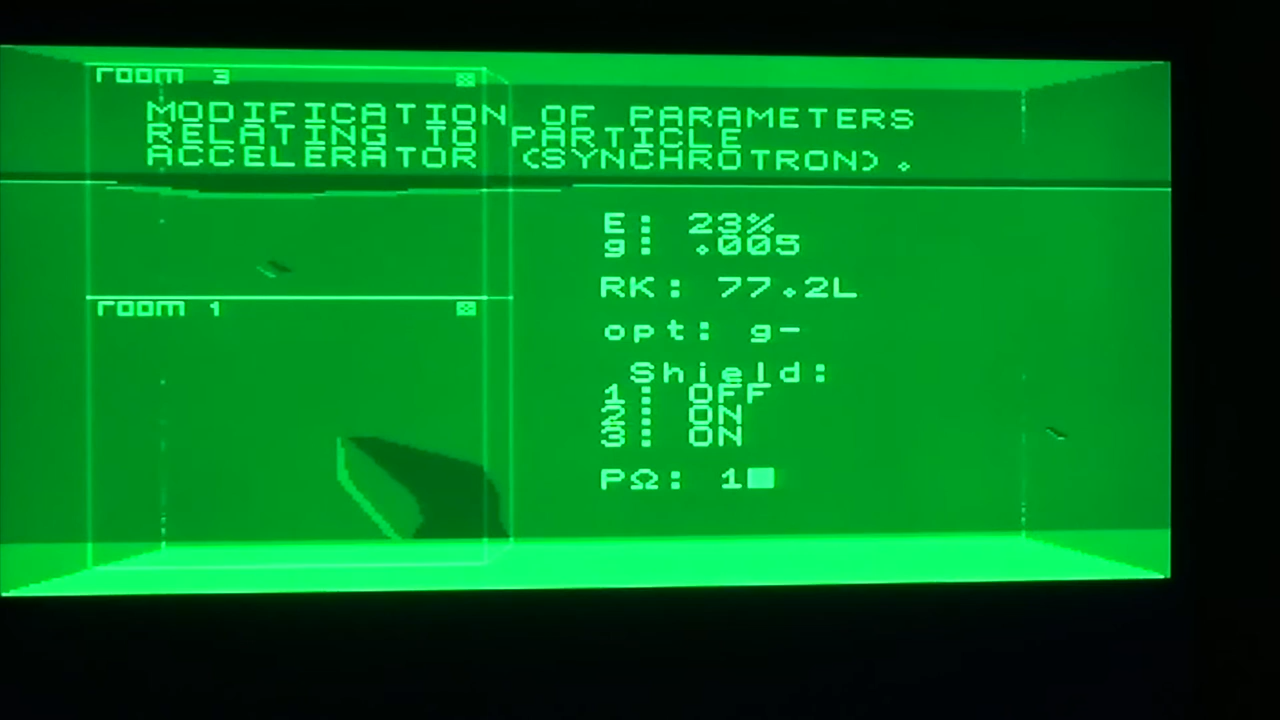 room 3
MODIFICATION OF PARAMETERS
RELATING TO PARTICLE
ACCELERATOR (SYNCHROTRON).
E: 23%
g: .005
RK: 77.2L
opt: g-
room 1
Shield:
1: OFF
2: ON
3: ON
PΩ: 1